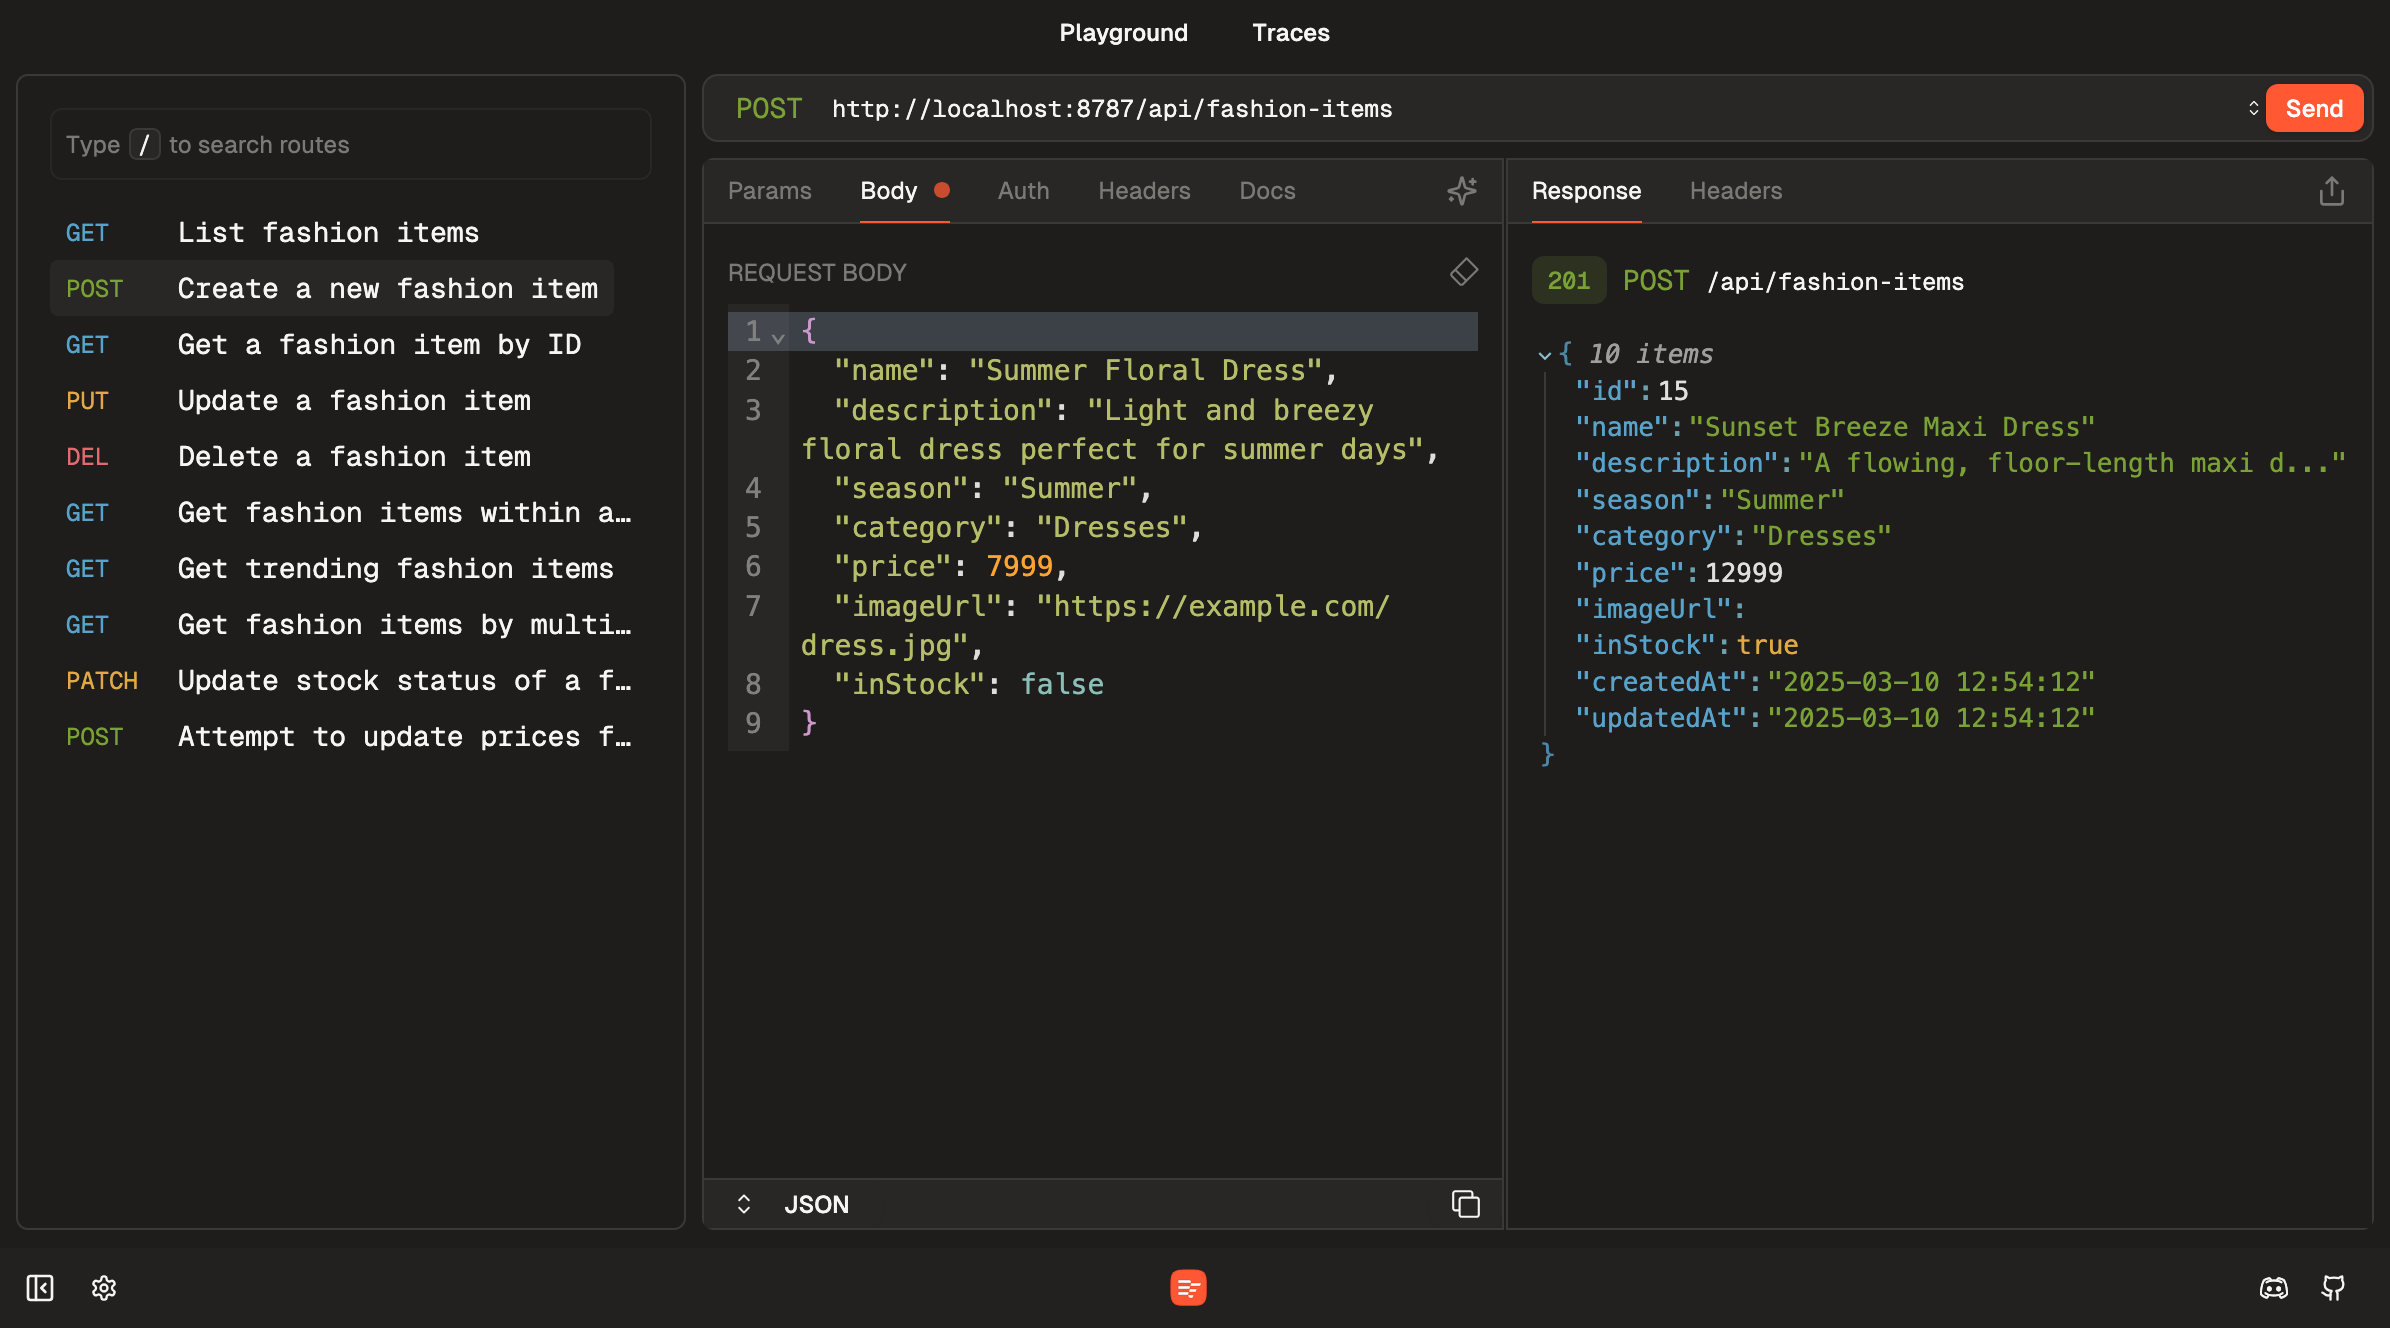 Playground Traces
Type / to search routes
GET List fashion items
POST Create a new fashion item
GET Get a fashion item by ID
PUT Update a fashion item
DEL Delete a fashion item
GET Get fashion items within a…
GET Get trending fashion items
GET Get fashion items by multi…
PATCH Update stock status of a f…
POST Attempt to update prices f…
POST http://localhost:8787/api/fashion-items Send
Params Body Auth Headers Docs
REQUEST BODY
1 {
2 "name": "Summer Floral Dress",
3 "description": "Light and breezy
floral dress perfect for summer days",
4 "season": "Summer",
5 "category": "Dresses",
6 "price": 7999,
7 "imageUrl": "https://example.com/
dress.jpg",
8 "inStock": false
9 }
JSON
Response Headers
201 POST /api/fashion-items
{ 10 items
"id":15
"name":"Sunset Breeze Maxi Dress"
"description":"A flowing, floor-length maxi d..."
"season":"Summer"
"category":"Dresses"
"price":12999
"imageUrl":
"inStock":true
"createdAt":"2025-03-10 12:54:12"
"updatedAt":"2025-03-10 12:54:12"
}